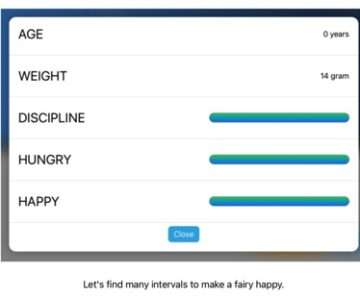 AGE 0 years
WEIGHT 14 gram
DISCIPLINE
HUNGRY
HAPPY
Close
Let's find many intervals to make a fairy happy.